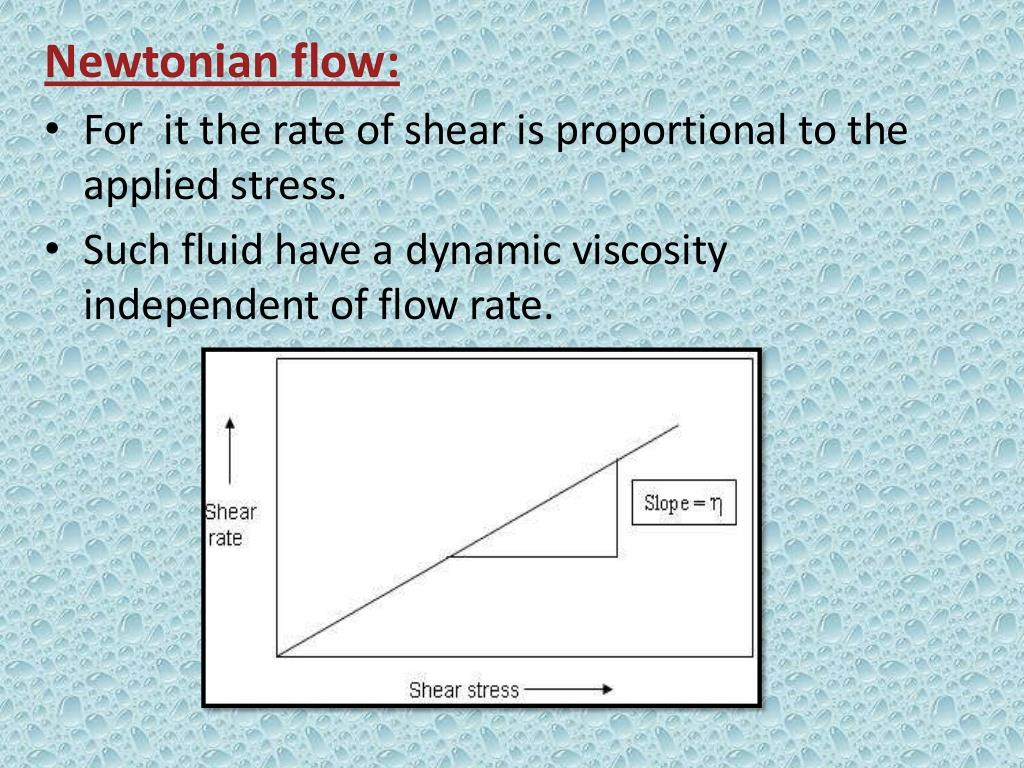 Newtonian flow:
• For  it the rate of shear is proportional to the
applied stress.
• Such fluid have a dynamic viscosity
independent of flow rate.
Shear
rate
Slope = η
Shear stress